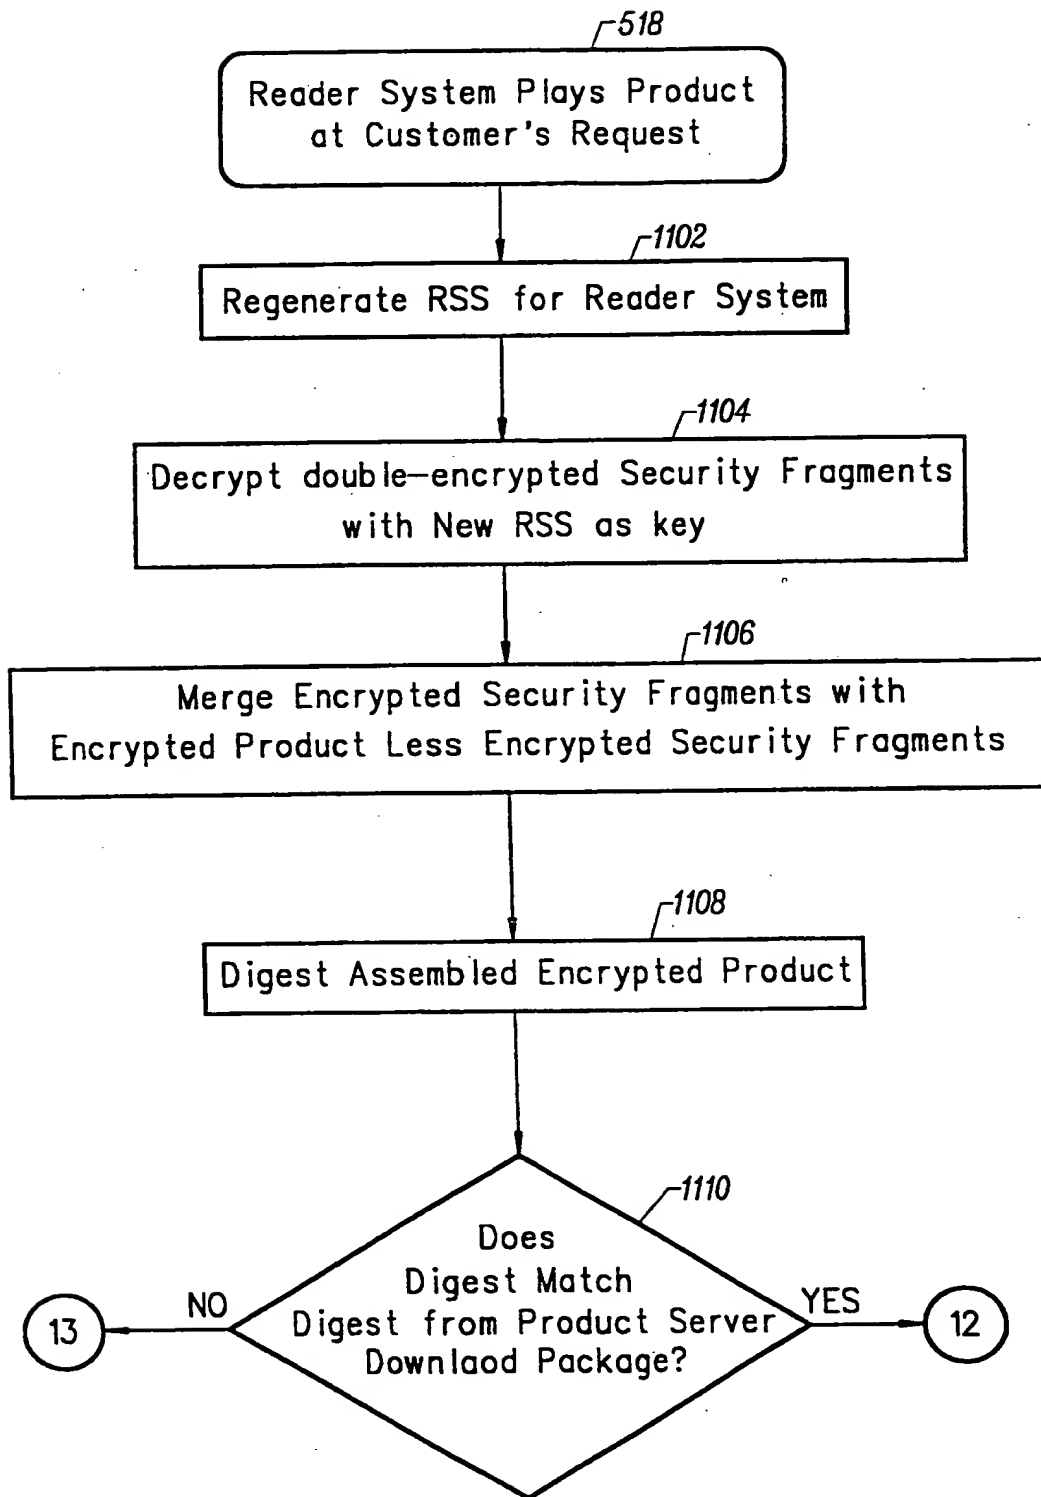 518
Reader System Plays Product
at Customer's Request
1102
Regenerate RSS for Reader System
1104
Decrypt double-encrypted Security Fragments
with New RSS as key
1106
Merge Encrypted Security Fragments with
Encrypted Product Less Encrypted Security Fragments
1108
Digest Assembled Encrypted Product
1110
Does
Digest Match
Digest from Product Server
Downlaod Package?
NO
YES
13
12